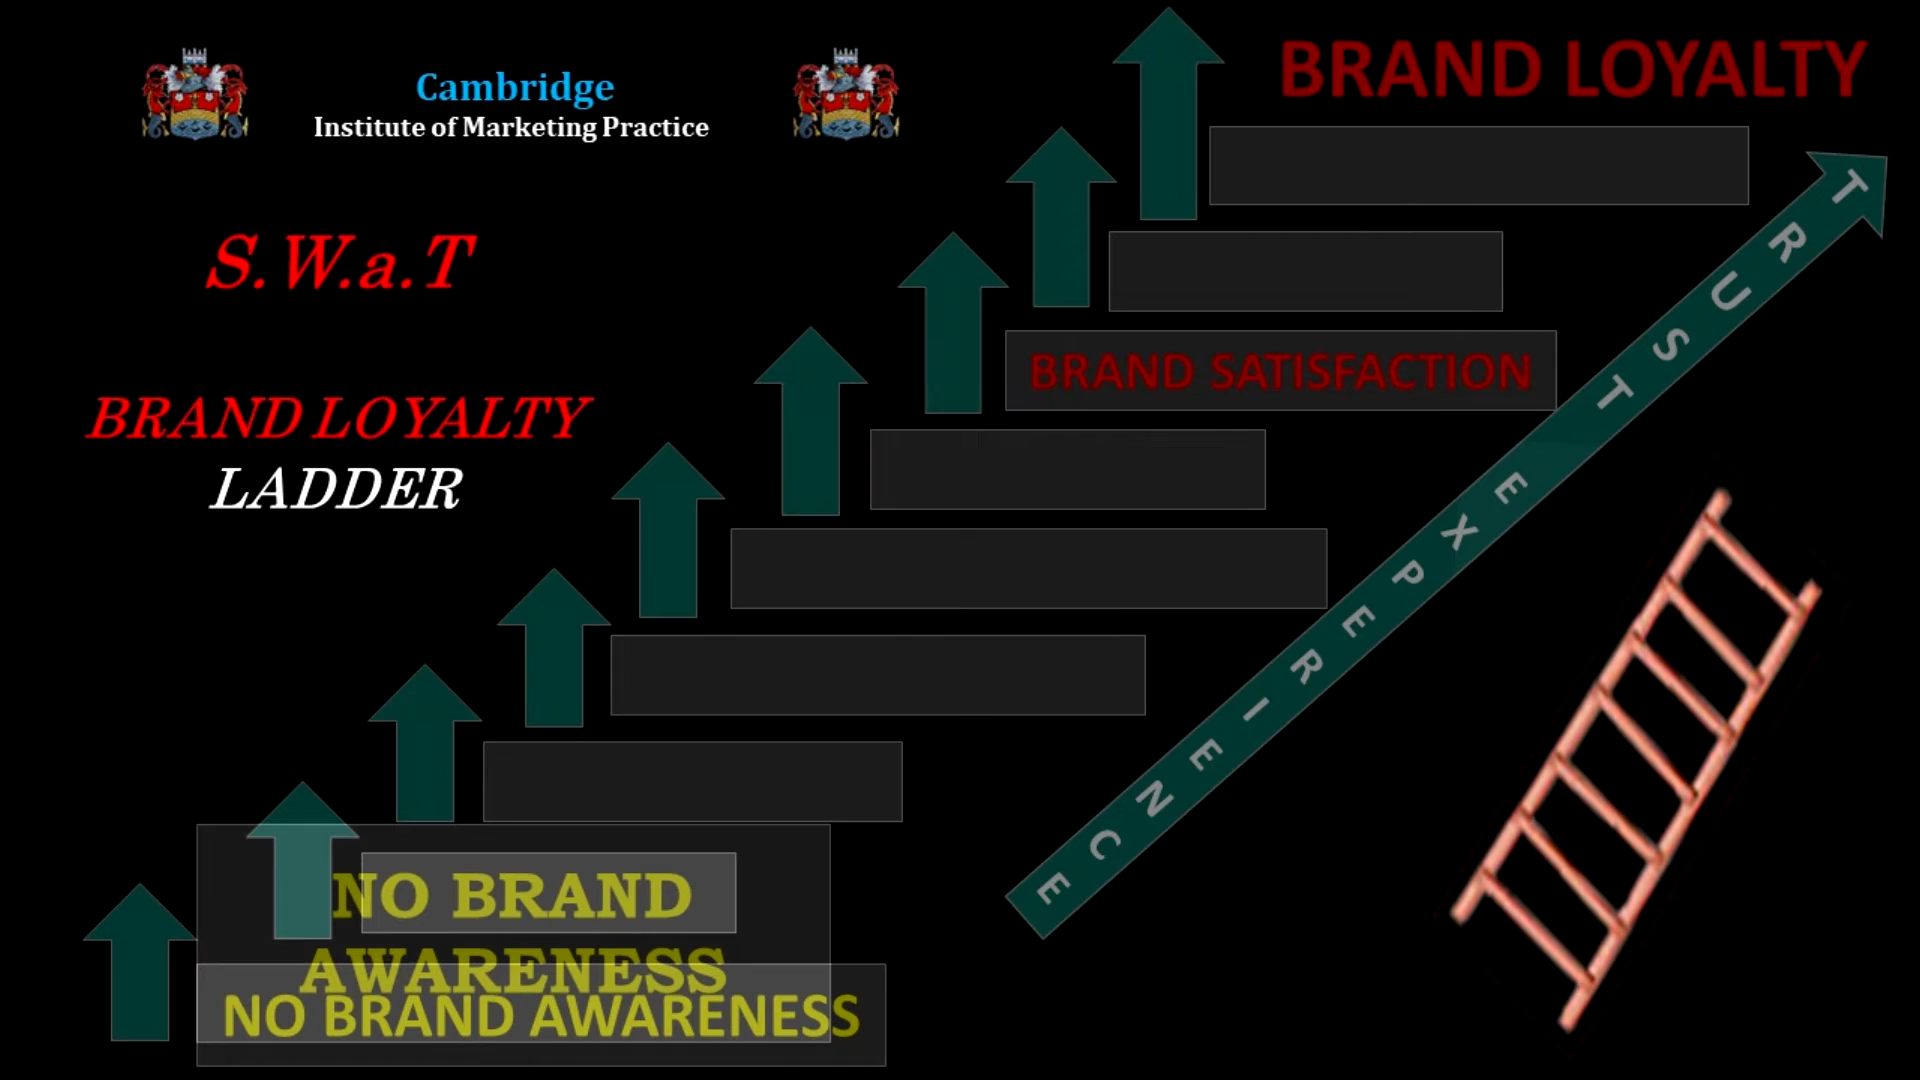 Cambridge
Institute of Marketing Practice
BRAND LOYALTY
S.W.a.T
BRAND LOYALTY
LADDER
BRAND SATISFACTION
TRUST EXPERIENCE
NO BRAND
AWARENESS
NO BRAND AWARENESS